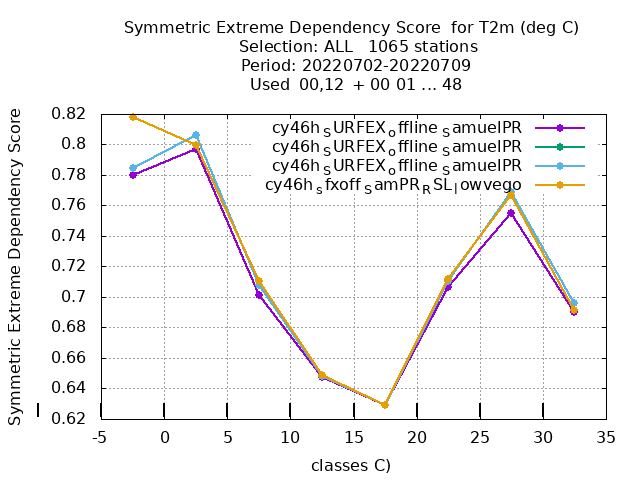 Symmetric Extreme Dependency Score  for T2m (deg C)
Selection: ALL   1065 stations
Period: 20220702-20220709
Used  00,12  + 00 01 ... 48
Symmetric Extreme Dependency Score
0.82
0.8
0.78
0.76
0.74
0.72
0.7
0.68
0.66
0.64
0.62
cy46h_SURFEX_offline_SamuelPR
cy46h_SURFEX_offline_SamuelPR
cy46h_SURFEX_offline_SamuelPR
cy46h_sfxoff_SamPR_RSL_lowvego
-5 0 5 10 15 20 25 30 35
classes C)